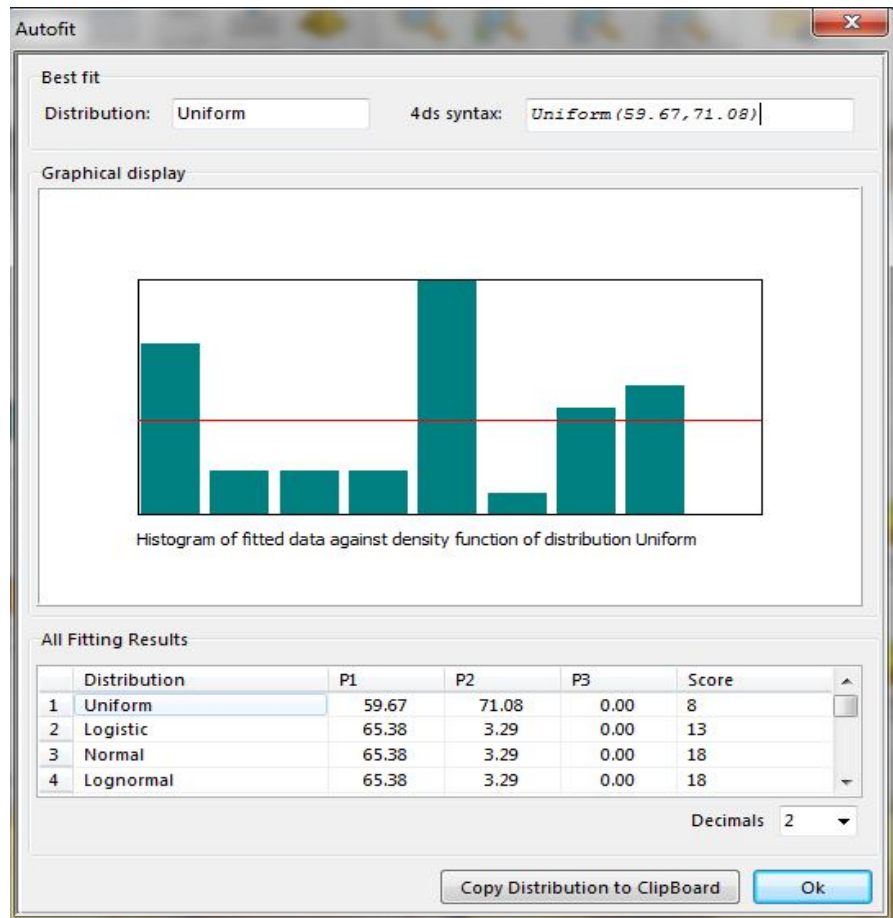 Autofit
Best fit
Distribution: Uniform 4ds syntax: Uniform(59.67,71.08)
Graphical display
Histogram of fitted data against density function of distribution Uniform
All Fitting Results
Distribution P1 P2 P3 Score
1 Uniform 59.67 71.08 0.00 8
2 Logistic 65.38 3.29 0.00 13
3 Normal 65.38 3.29 0.00 18
4 Lognormal 65.38 3.29 0.00 18
Decimals 2
Copy Distribution to ClipBoard Ok